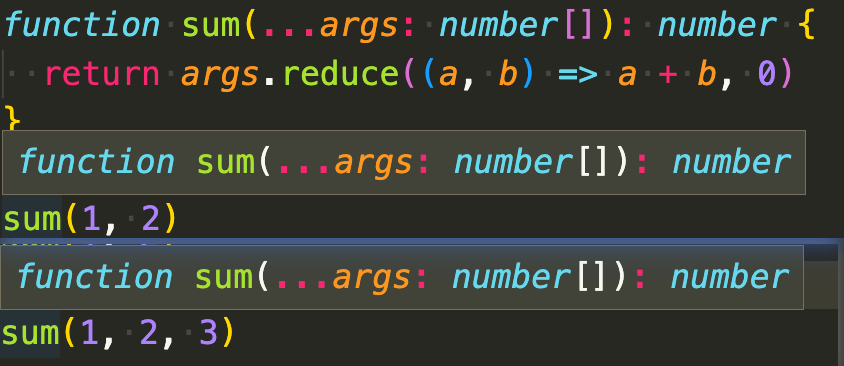 function sum(...args: number[]): number {
  return args.reduce((a, b) => a + b, 0)
}
function sum(...args: number[]): number
sum(1, 2)
function sum(...args: number[]): number
sum(1, 2, 3)